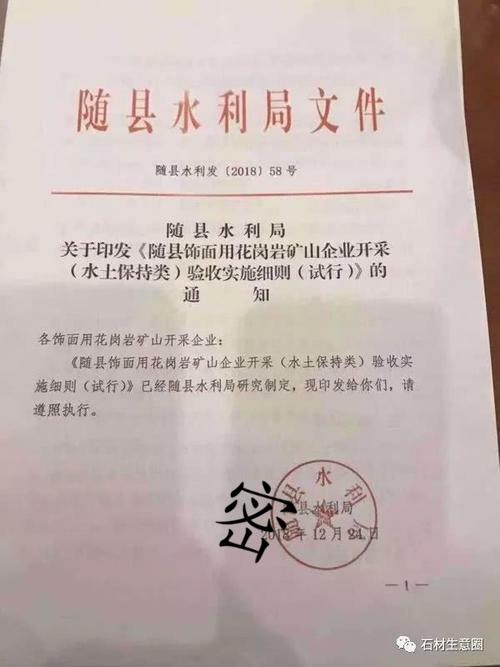 随县水利局文件
随县水利发〔2018〕58号
随县水利局
关于印发《随县饰面用花岗岩矿山企业开采
（水土保持类）验收实施细则（试行）》的
通知
各饰面用花岗岩矿山开采企业：
《随县饰面用花岗岩矿山企业开采（水土保持类）验收实
施细则（试行）》已经随县水利局研究制定，现印发给你们，请
遵照执行。
随县水利局
县水利局
密
2018年12月24日
—1
石材生意圈